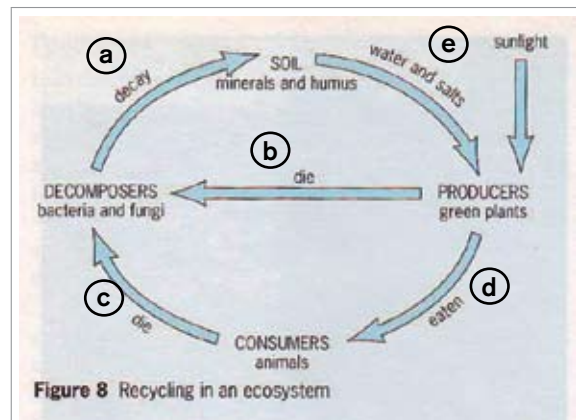 a
e
sunlight
SOIL
minerals and humus
water and salts
decay
b
die
DECOMPOSERS
bacteria and fungi
PRODUCERS
green plants
c
die
d
eaten
CONSUMERS
animals
Figure 8 Recycling in an ecosystem